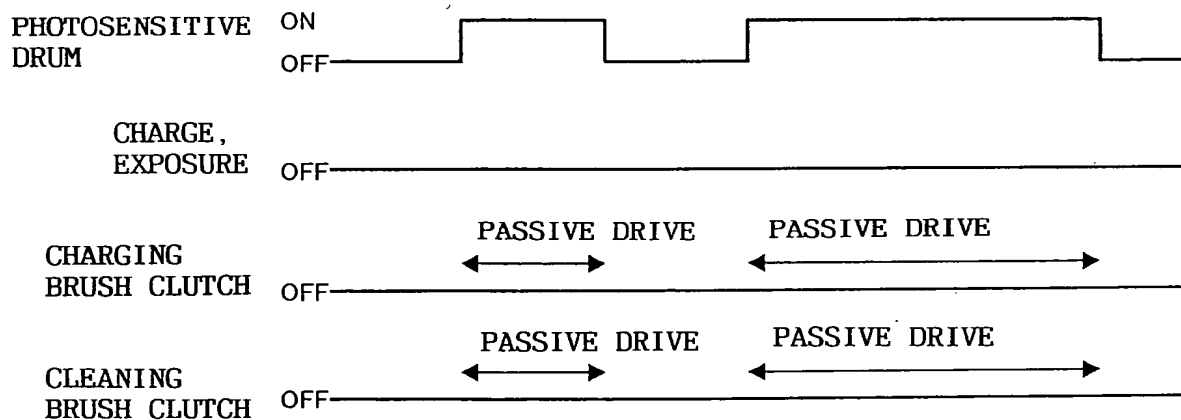 PHOTOSENSITIVE
DRUM
ON
OFF
CHARGE,
EXPOSURE
OFF
PASSIVE DRIVE
PASSIVE DRIVE
CHARGING
BRUSH CLUTCH
OFF
PASSIVE DRIVE
PASSIVE DRIVE
CLEANING
BRUSH CLUTCH
OFF